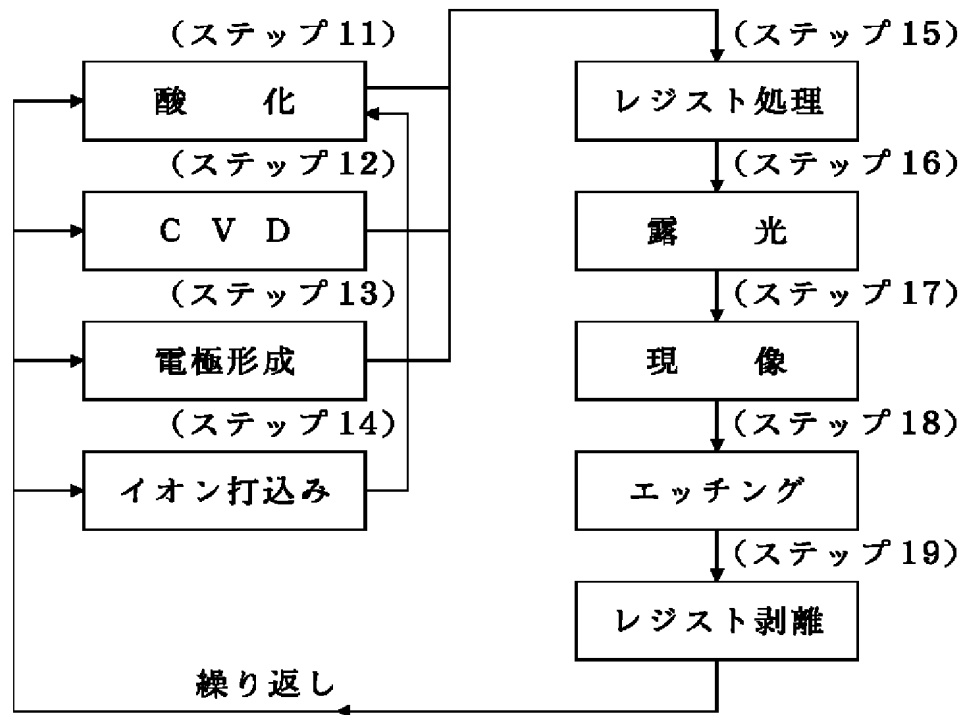 (ステップ11)
酸化
(ステップ12)
CVD
(ステップ13)
電極形成
(ステップ14)
イオン打込み
(ステップ15)
レジスト処理
(ステップ16)
露光
(ステップ17)
現像
(ステップ18)
エッチング
(ステップ19)
レジスト剥離
繰り返し